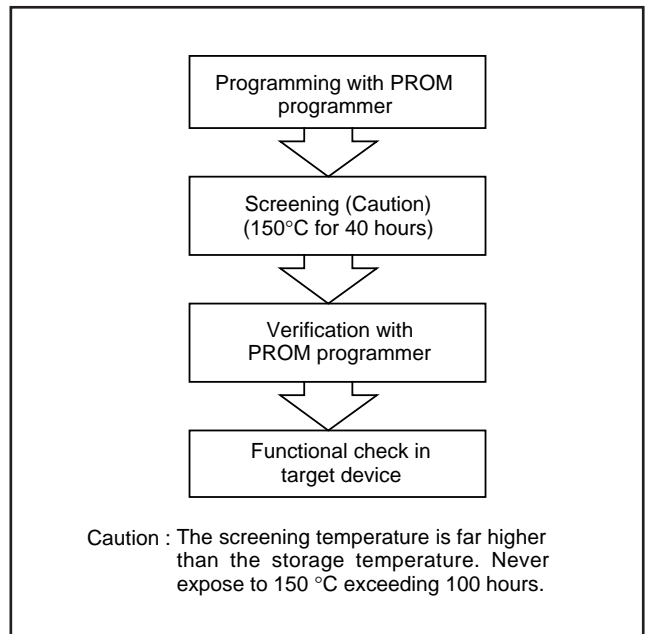 Programming with PROM
programmer
Screening (Caution)
(150°C for 40 hours)
Verification with
PROM programmer
Functional check in
target device
Caution : The screening temperature is far higher
than the storage temperature. Never
expose to 150 °C exceeding 100 hours.